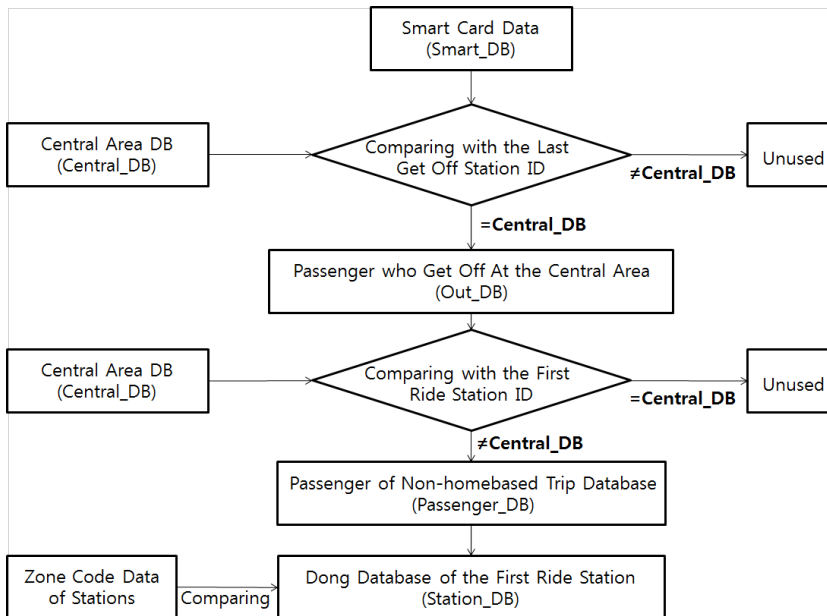 Smart Card Data
(Smart_DB)
Central Area DB
(Central_DB)
Comparing with the Last
Get Off Station ID
≠Central_DB
Unused
=Central_DB
Passenger who Get Off At the Central Area
(Out_DB)
Central Area DB
(Central_DB)
Comparing with the First
Ride Station ID
=Central_DB
Unused
≠Central_DB
Passenger of Non-homebased Trip Database
(Passenger_DB)
Zone Code Data
of Stations
Comparing
Dong Database of the First Ride Station
(Station_DB)